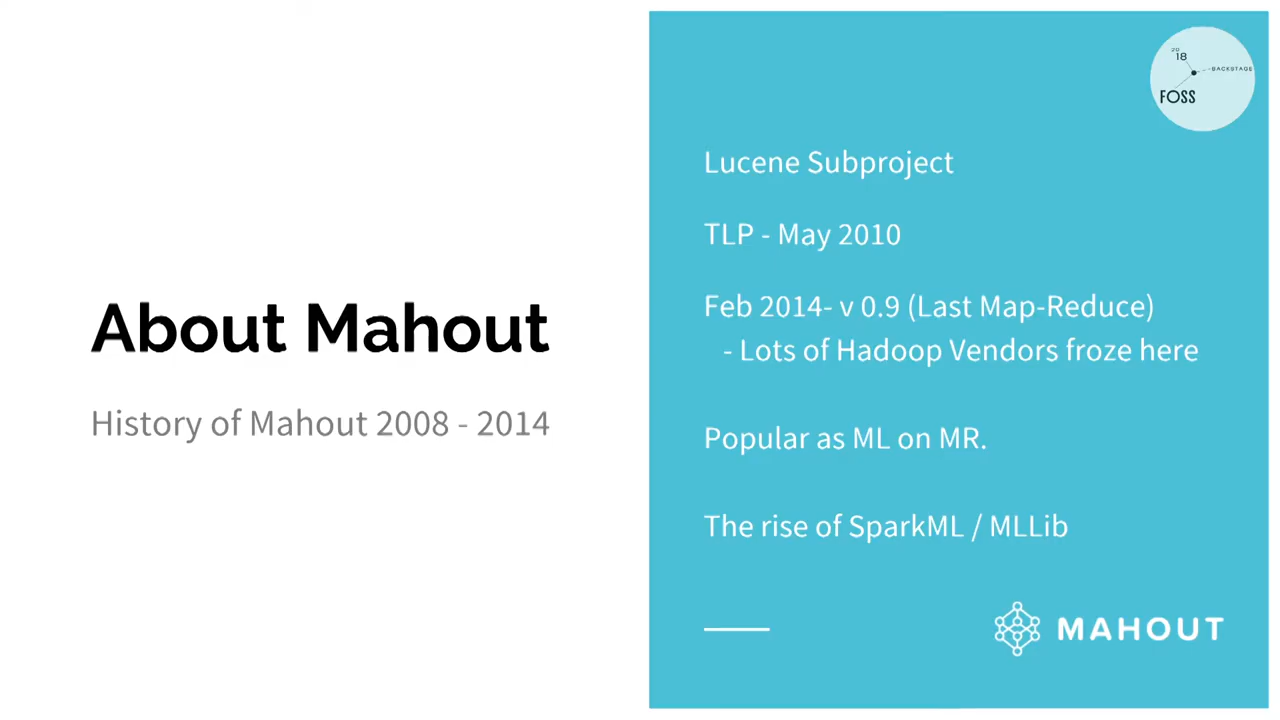 About Mahout
History of Mahout 2008 - 2014
20
18
BACKSTAGE
FOSS
Lucene Subproject
TLP - May 2010
Feb 2014- v 0.9 (Last Map-Reduce)
- Lots of Hadoop Vendors froze here
Popular as ML on MR.
The rise of SparkML / MLLib
MAHOUT